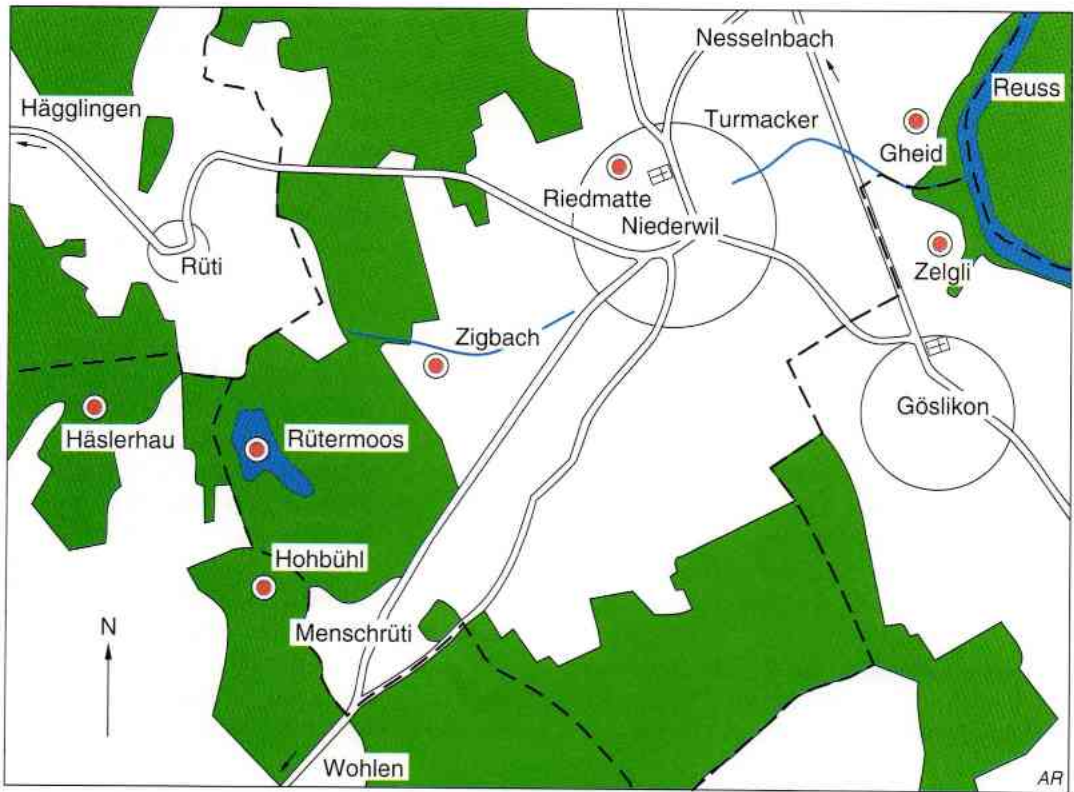 Nesselnbach
Reuss
Hägglingen
Turmacker
Gheid
Riedmatte
Niederwil
Rüti
Zelgli
Zigbach
Göslikon
Häslerhau
Rütermoos
Hohbühl
N
Menschrüti
Wohlen
AR